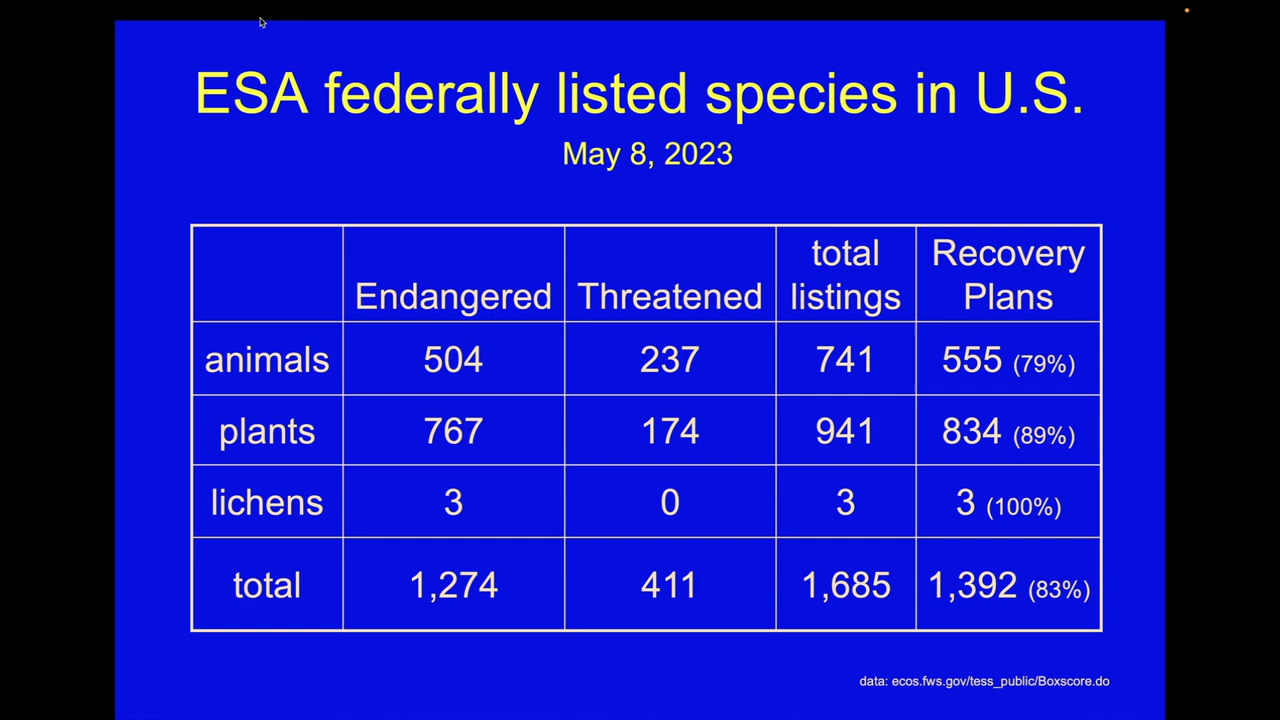 ESA federally listed species in U.S.
May 8, 2023
Endangered Threatened total listings Recovery Plans
animals 504 237 741 555 (79%)
plants 767 174 941 834 (89%)
lichens 3 0 3 3 (100%)
total 1,274 411 1,685 1,392 (83%)
data: ecos.fws.gov/tess_public/Boxscore.do